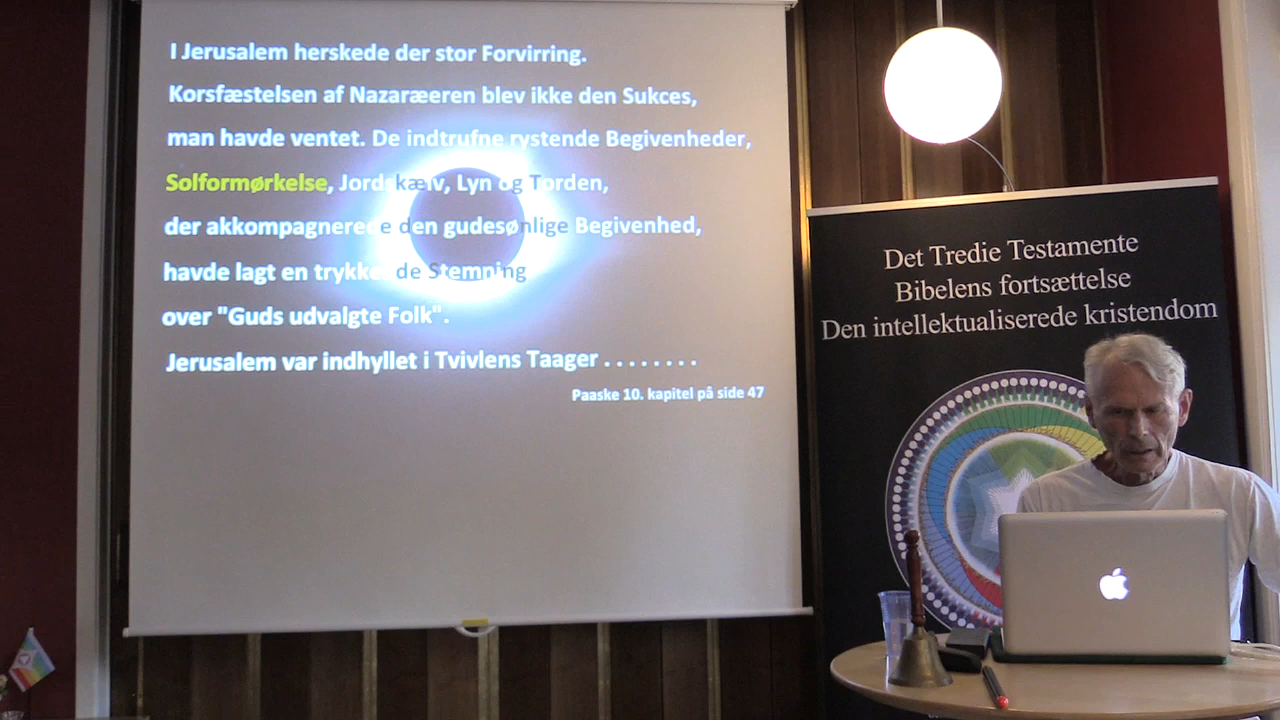 I Jerusalem herskede der stor Forvirring.
Korsfæstelsen af Nazaræeren blev ikke den Sukces,
man havde ventet. De indtrufne rystende Begivenheder,
Solformørkelse, Jordskælv, Lyn og Torden,
der akkompagnerede den gudesønlige Begivenhed,
havde lagt en trykkende Stemning
over "Guds udvalgte Folk".
Jerusalem var indhyllet i Tvivlens Taager . . . . . . . .
Paaske 10. kapitel på side 47
Det Tredie Testamente
Bibelens fortsættelse
Den intellektualiserede kristendom